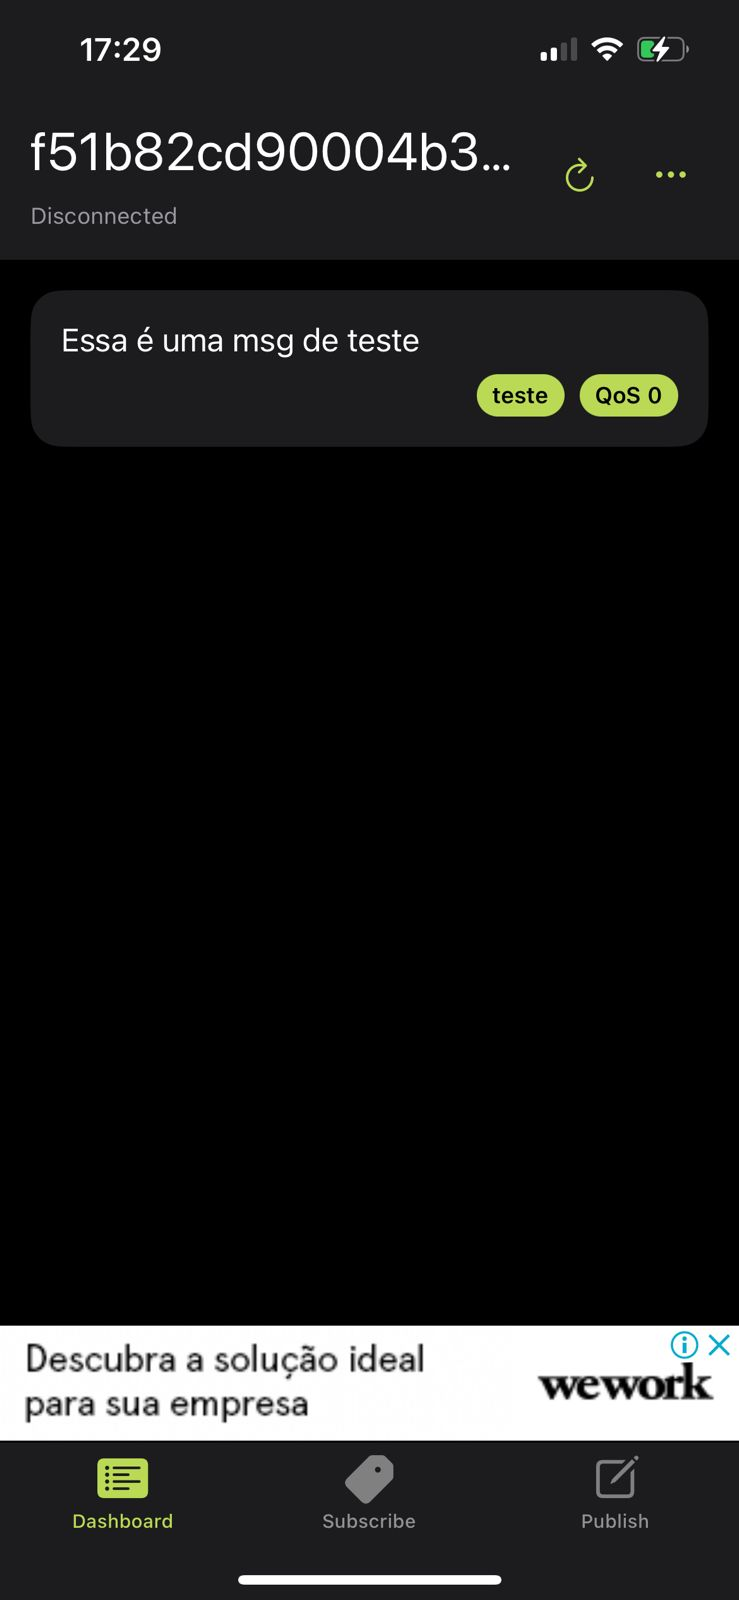 17:29
f51b82cd90004b3...
Disconnected
Essa é uma msg de teste
teste
QoS 0
Descubra a solução ideal
para sua empresa
wework
Dashboard
Subscribe
Publish